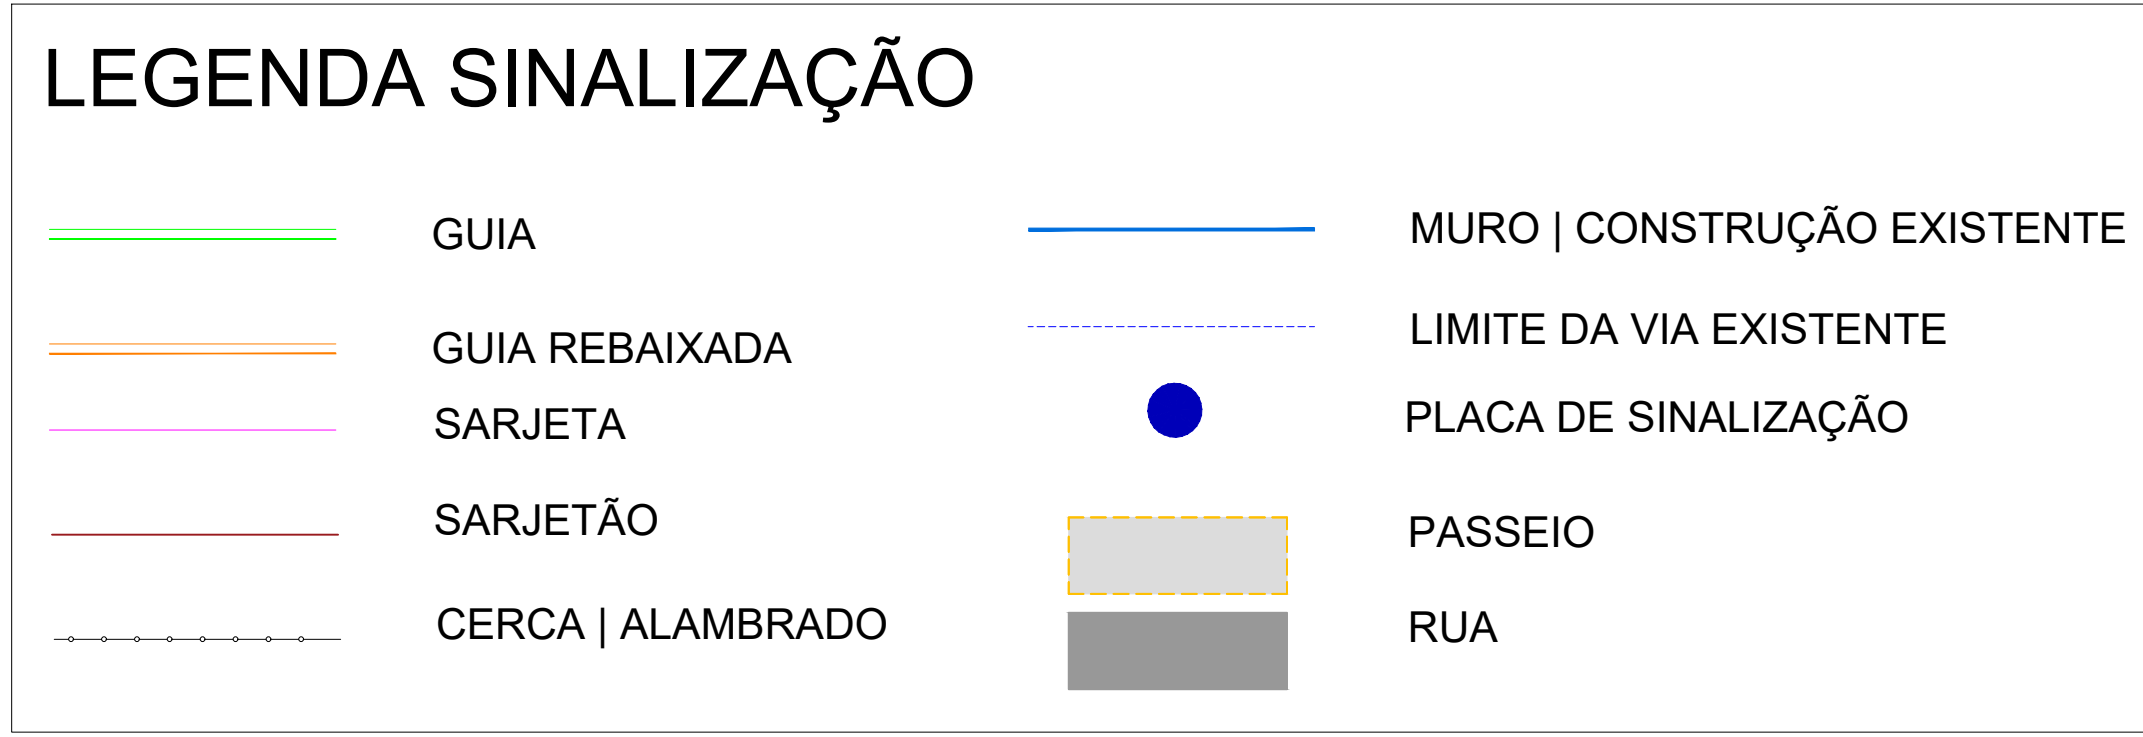 LEGENDA SINALIZAÇÃO
GUIA
GUIA REBAIXADA
SARJETA
SARJETÃO
CERCA | ALAMBRADO
MURO | CONSTRUÇÃO EXISTENTE
LIMITE DA VIA EXISTENTE
PLACA DE SINALIZAÇÃO
PASSEIO
RUA